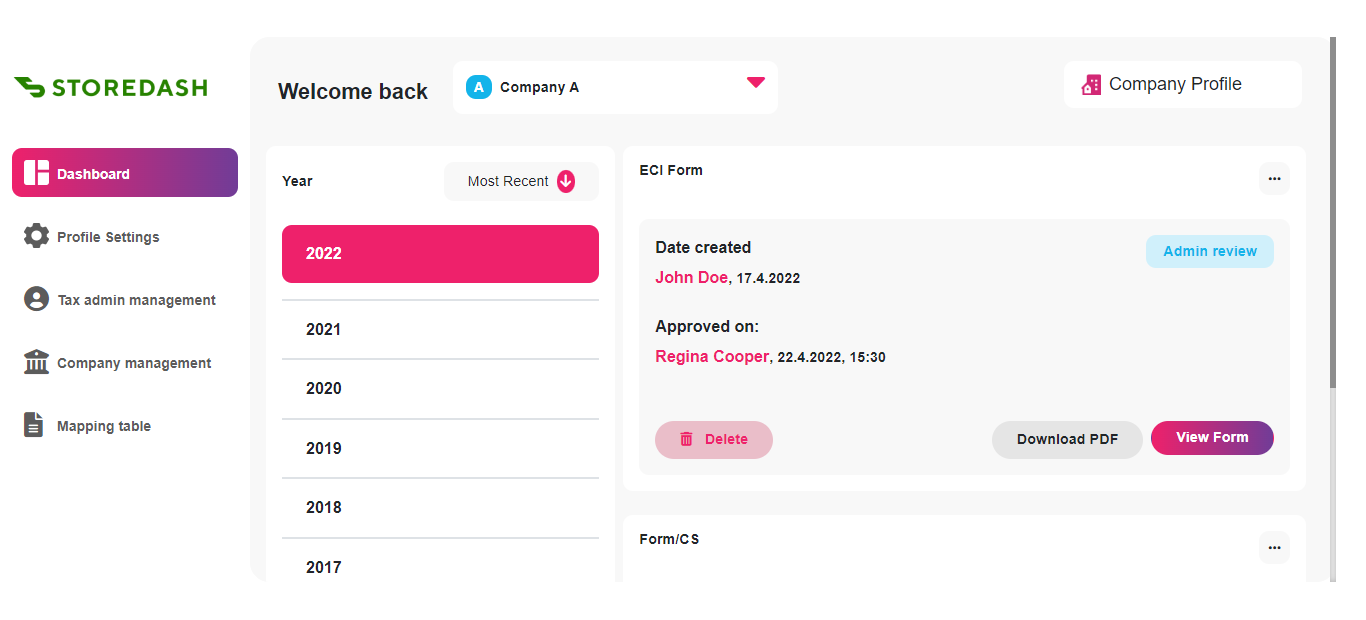 STOREDASH
Dashboard
Profile Settings
Tax admin management
Company management
Mapping table
Welcome back
A Company A
Company Profile
Year
Most Recent
2022
2021
2020
2019
2018
2017
ECI Form
...
Date created
Admin review
John Doe, 17.4.2022
Approved on:
Regina Cooper, 22.4.2022, 15:30
Delete
Download PDF
View Form
Form/CS
...